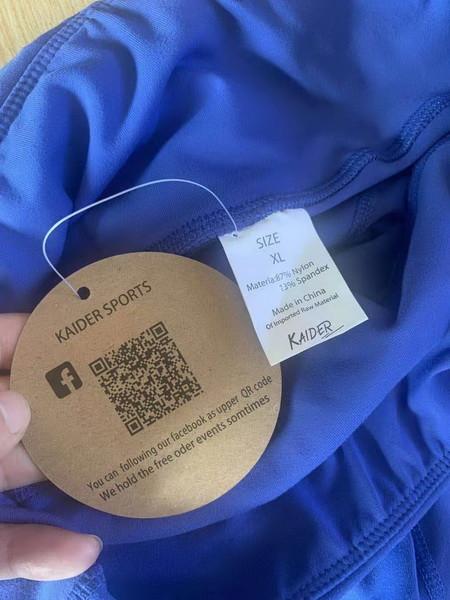 KAIDER SPORTS
f
You can following our facebook as upper QR code
We hold the free oder events somtimes
SIZE
XL
Materia:87% Nylon
13% Spandex
Made in China
Of Imported Raw Material
KAIDER